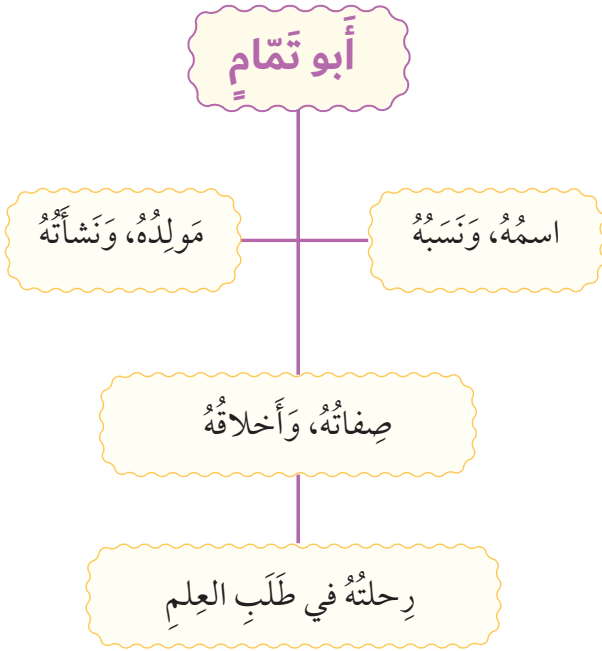 أَبو تَمّامٍ
اسمُهُ، وَنَسَبُهُ
مَولِدُهُ، وَنَشأَتُهُ
صِفاتُهُ، وَأَخلاقُهُ
رِحلتُهُ في طَلَبِ العِلمِ